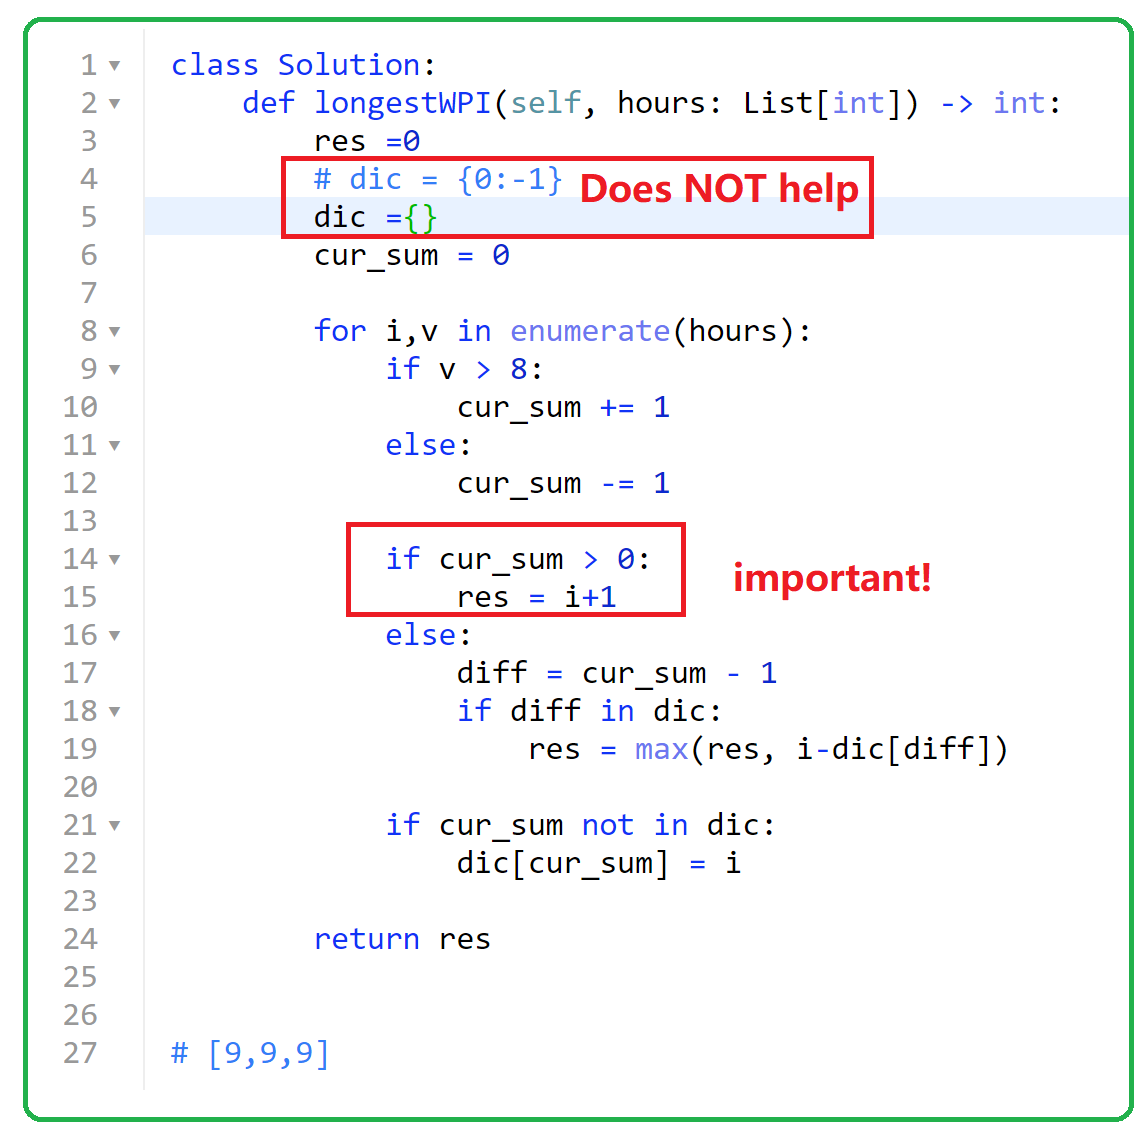 1 class Solution:
2 def longestWPI(self, hours: List[int]) -> int:
3 res =0
4 # dic = {0:-1} Does NOT help
5 dic ={}
6 cur_sum = 0
7
8 for i,v in enumerate(hours):
9 if v > 8:
10 cur_sum += 1
11 else:
12 cur_sum -= 1
13
14 if cur_sum > 0:
15 res = i+1
important!
16 else:
17 diff = cur_sum - 1
18 if diff in dic:
19 res = max(res, i-dic[diff])
20
21 if cur_sum not in dic:
22 dic[cur_sum] = i
23
24 return res
25
26
27 # [9,9,9]